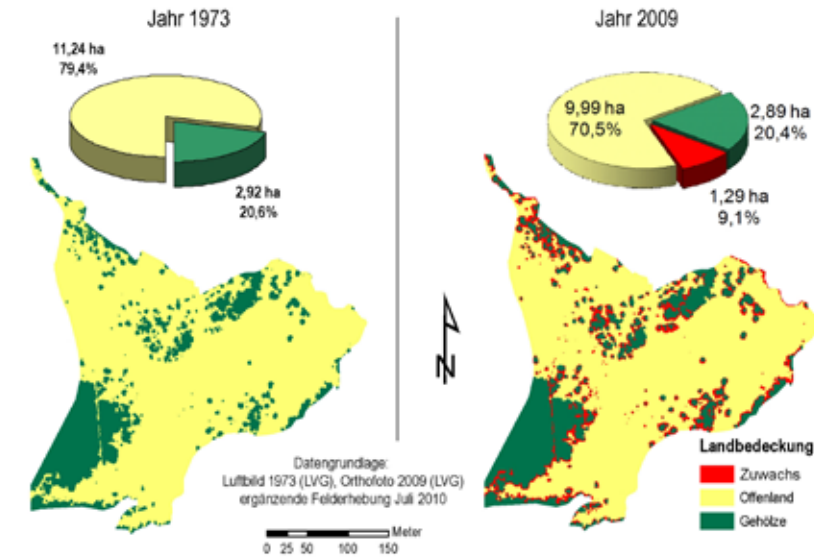 Jahr 1973
11,24 ha
79,4%
2,92 ha
20,6%
Jahr 2009
9,99 ha
70,5%
2,89 ha
20,4%
1,29 ha
9,1%
N
Datengrundlage:
Luftbild 1973 (LVG), Orthofoto 2009 (LVG)
ergänzende Felderhebung Juli 2010
Meter
0 25 50 100 150
Landbedeckung
Zuwachs
Offenland
Gehölze